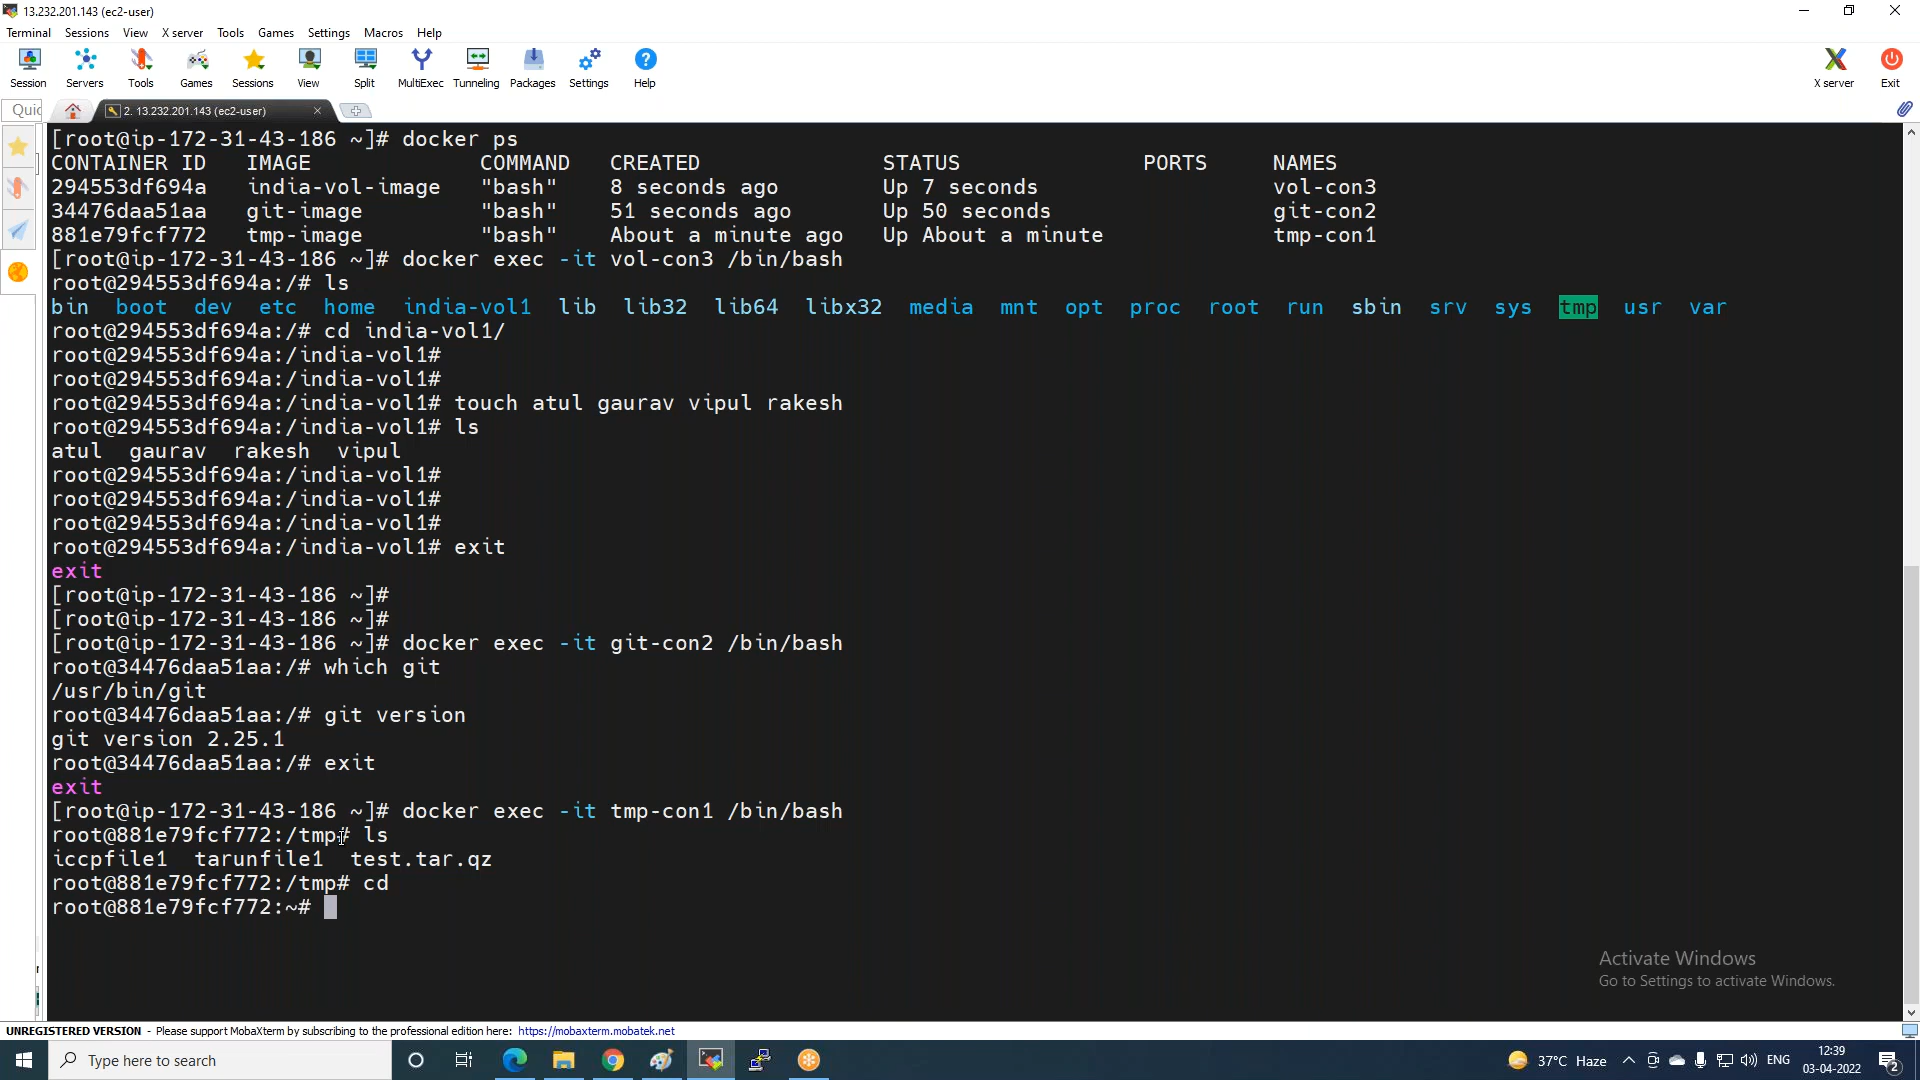 13.232.201.143 (ec2-user)
Terminal Sessions View X server Tools Games Settings Macros Help
Session Servers Tools Games Sessions View Split MultiExec Tunneling Packages Settings Help X server Exit
Quic 2. 13.232.201.143 (ec2-user)
[root@ip-172-31-43-186 ~]# docker ps
CONTAINER ID IMAGE COMMAND CREATED STATUS PORTS NAMES
294553df694a india-vol-image "bash" 8 seconds ago Up 7 seconds vol-con3
34476daa51aa git-image "bash" 51 seconds ago Up 50 seconds git-con2
881e79fcf772 tmp-image "bash" About a minute ago Up About a minute tmp-con1
[root@ip-172-31-43-186 ~]# docker exec -it vol-con3 /bin/bash
root@294553df694a:/# ls
bin boot dev etc home india-vol1 lib lib32 lib64 libx32 media mnt opt proc root run sbin srv sys tmp usr var
root@294553df694a:/# cd india-vol1/
root@294553df694a:/india-vol1#
root@294553df694a:/india-vol1#
root@294553df694a:/india-vol1# touch atul gaurav vipul rakesh
root@294553df694a:/india-vol1# ls
atul gaurav rakesh vipul
root@294553df694a:/india-vol1#
root@294553df694a:/india-vol1#
root@294553df694a:/india-vol1#
root@294553df694a:/india-vol1# exit
exit
[root@ip-172-31-43-186 ~]#
[root@ip-172-31-43-186 ~]#
[root@ip-172-31-43-186 ~]# docker exec -it git-con2 /bin/bash
root@34476daa51aa:/# which git
/usr/bin/git
root@34476daa51aa:/# git version
git version 2.25.1
root@34476daa51aa:/# exit
exit
[root@ip-172-31-43-186 ~]# docker exec -it tmp-con1 /bin/bash
root@881e79fcf772:/tmp# ls
iccpfile1 tarunfile1 test.tar.qz
root@881e79fcf772:/tmp# cd
root@881e79fcf772:~#
Activate Windows
Go to Settings to activate Windows.
UNREGISTERED VERSION - Please support MobaXterm by subscribing to the professional edition here: https://mobaxterm.mobatek.net
Type here to search
37°C Haze ENG 12:39
03-04-2022
2